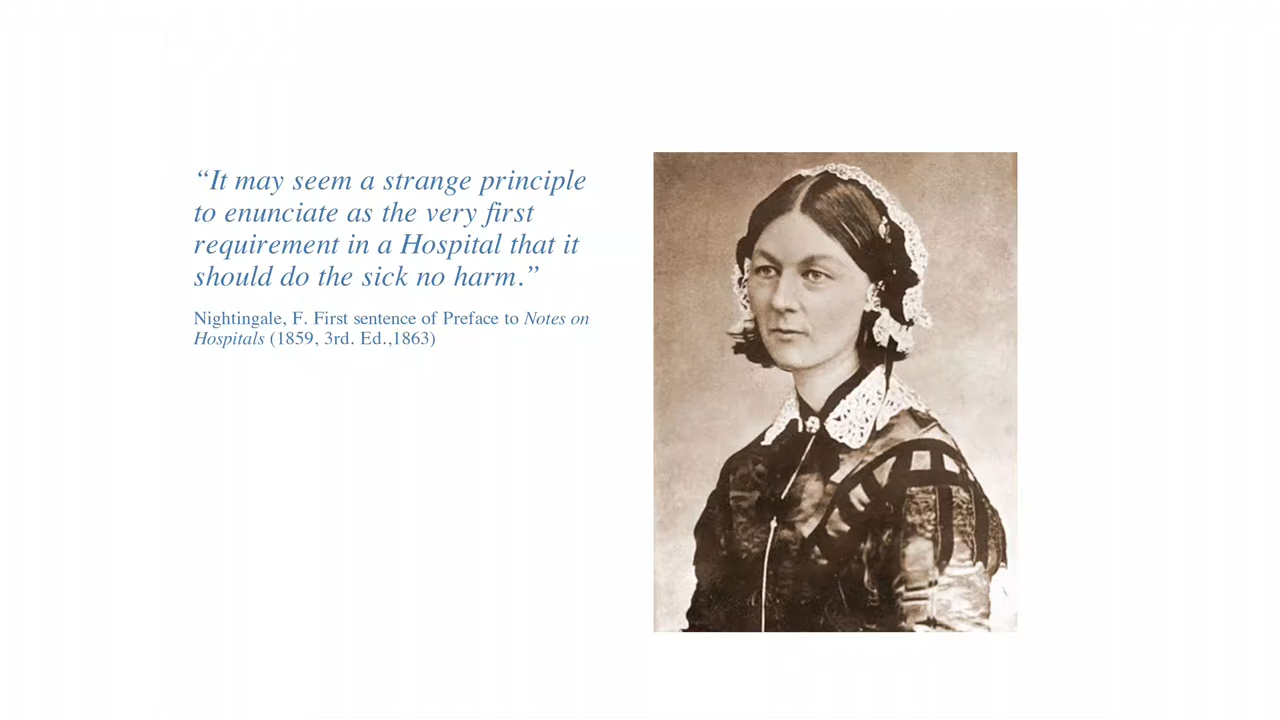 “It may seem a strange principle
to enunciate as the very first
requirement in a Hospital that it
should do the sick no harm.”
Nightingale, F. First sentence of Preface to Notes on
Hospitals (1859, 3rd. Ed.,1863)